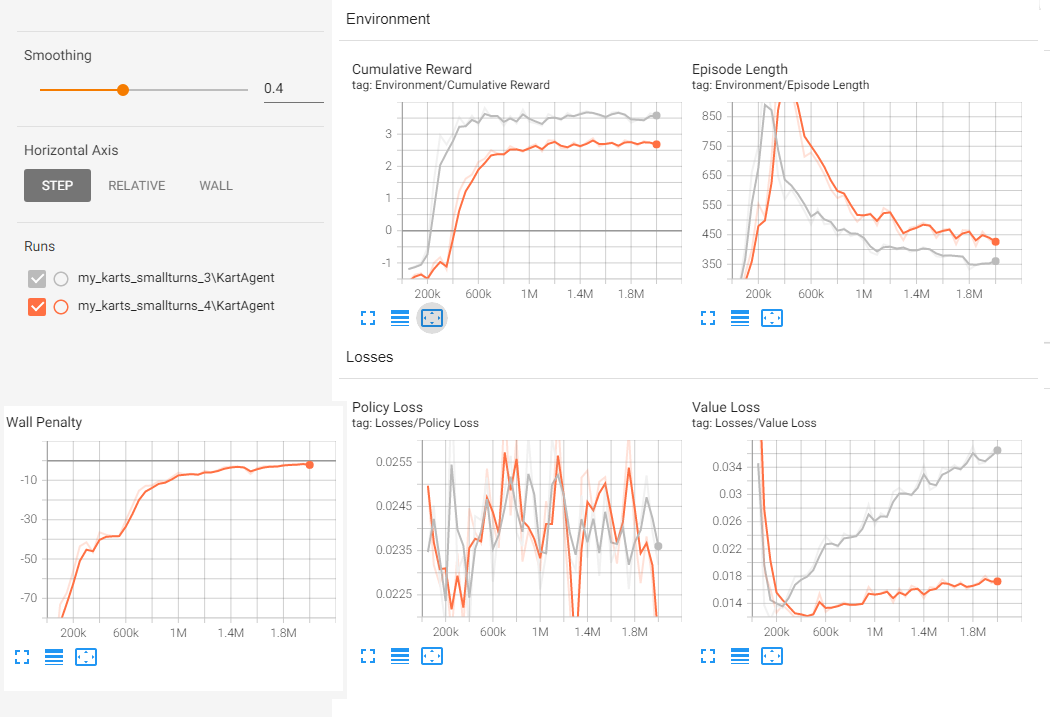 Smoothing
0.4
Horizontal Axis
STEP RELATIVE WALL
Runs
my_karts_smallturns_3\KartAgent
my_karts_smallturns_4\KartAgent
Environment
Cumulative Reward
tag: Environment/Cumulative Reward
3
2
1
0
-1
200k 600k 1M 1.4M 1.8M
Episode Length
tag: Environment/Episode Length
850
750
650
550
450
350
200k 600k 1M 1.4M 1.8M
Losses
Wall Penalty
-10
-30
-50
-70
200k 600k 1M 1.4M 1.8M
Policy Loss
tag: Losses/Policy Loss
0.0255
0.0245
0.0235
0.0225
200k 600k 1M 1.4M 1.8M
Value Loss
tag: Losses/Value Loss
0.034
0.03
0.026
0.022
0.018
0.014
200k 600k 1M 1.4M 1.8M